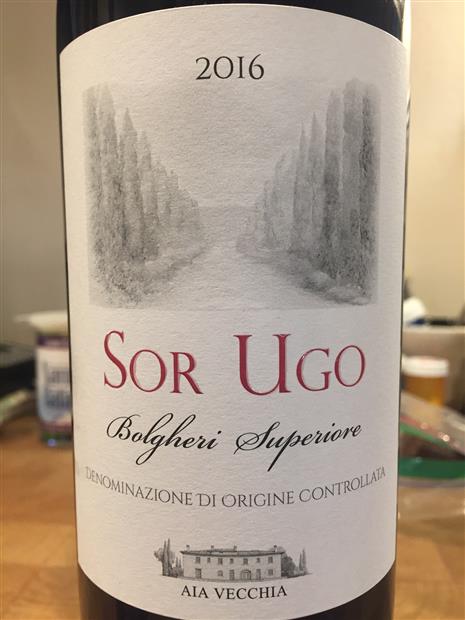 2016
SOR UGO
Bolgheri Superiore
DENOMINAZIONE DI ORIGINE CONTROLLATA
AIA VECCHIA